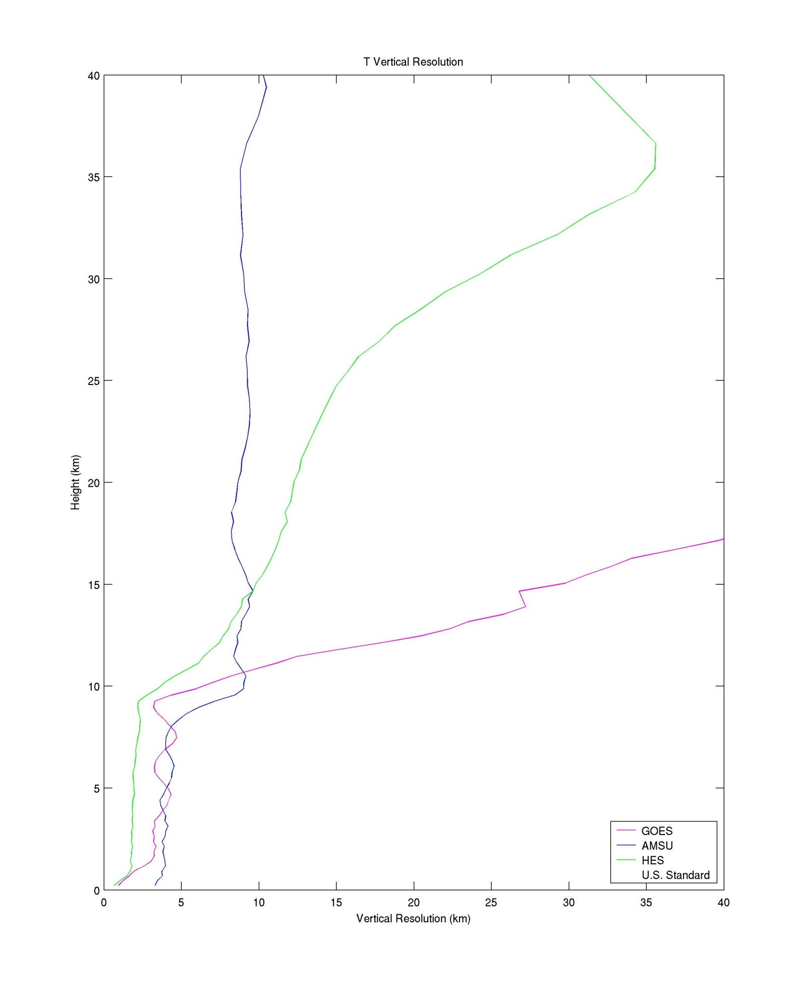 T Vertical Resolution
40
35
30
25
20
15
10
5
0
Height (km)
0 5 10 15 20 25 30 35 40
Vertical Resolution (km)
GOES
AMSU
HES
U.S. Standard